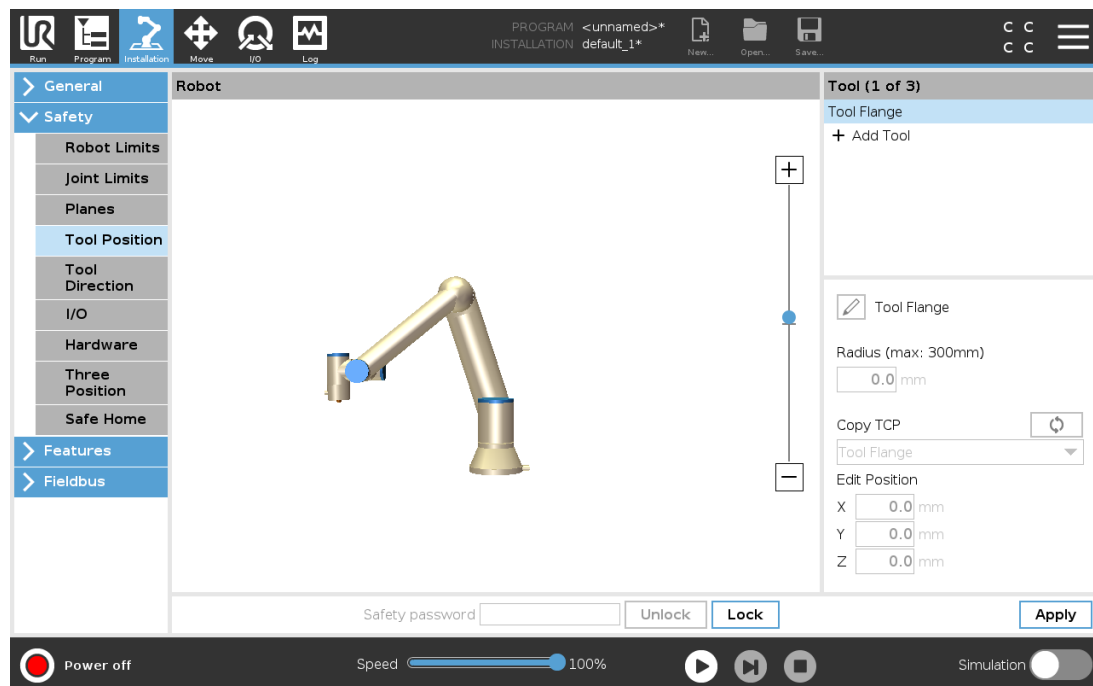 UR
PROGRAM <unnamed>*
INSTALLATION default_1*
Run Program Installation Move I/O Log New... Open... Save...
C C
C C
General
Safety
Robot Limits
Joint Limits
Planes
Tool Position
Tool
Direction
I/O
Hardware
Three
Position
Safe Home
Features
Fieldbus
Robot
+
−
Tool (1 of 3)
Tool Flange
+ Add Tool
Tool Flange
Radius (max: 300mm)
0.0 mm
Copy TCP
Tool Flange
Edit Position
X 0.0 mm
Y 0.0 mm
Z 0.0 mm
Safety password Unlock Lock Apply
Power off Speed 100% Simulation